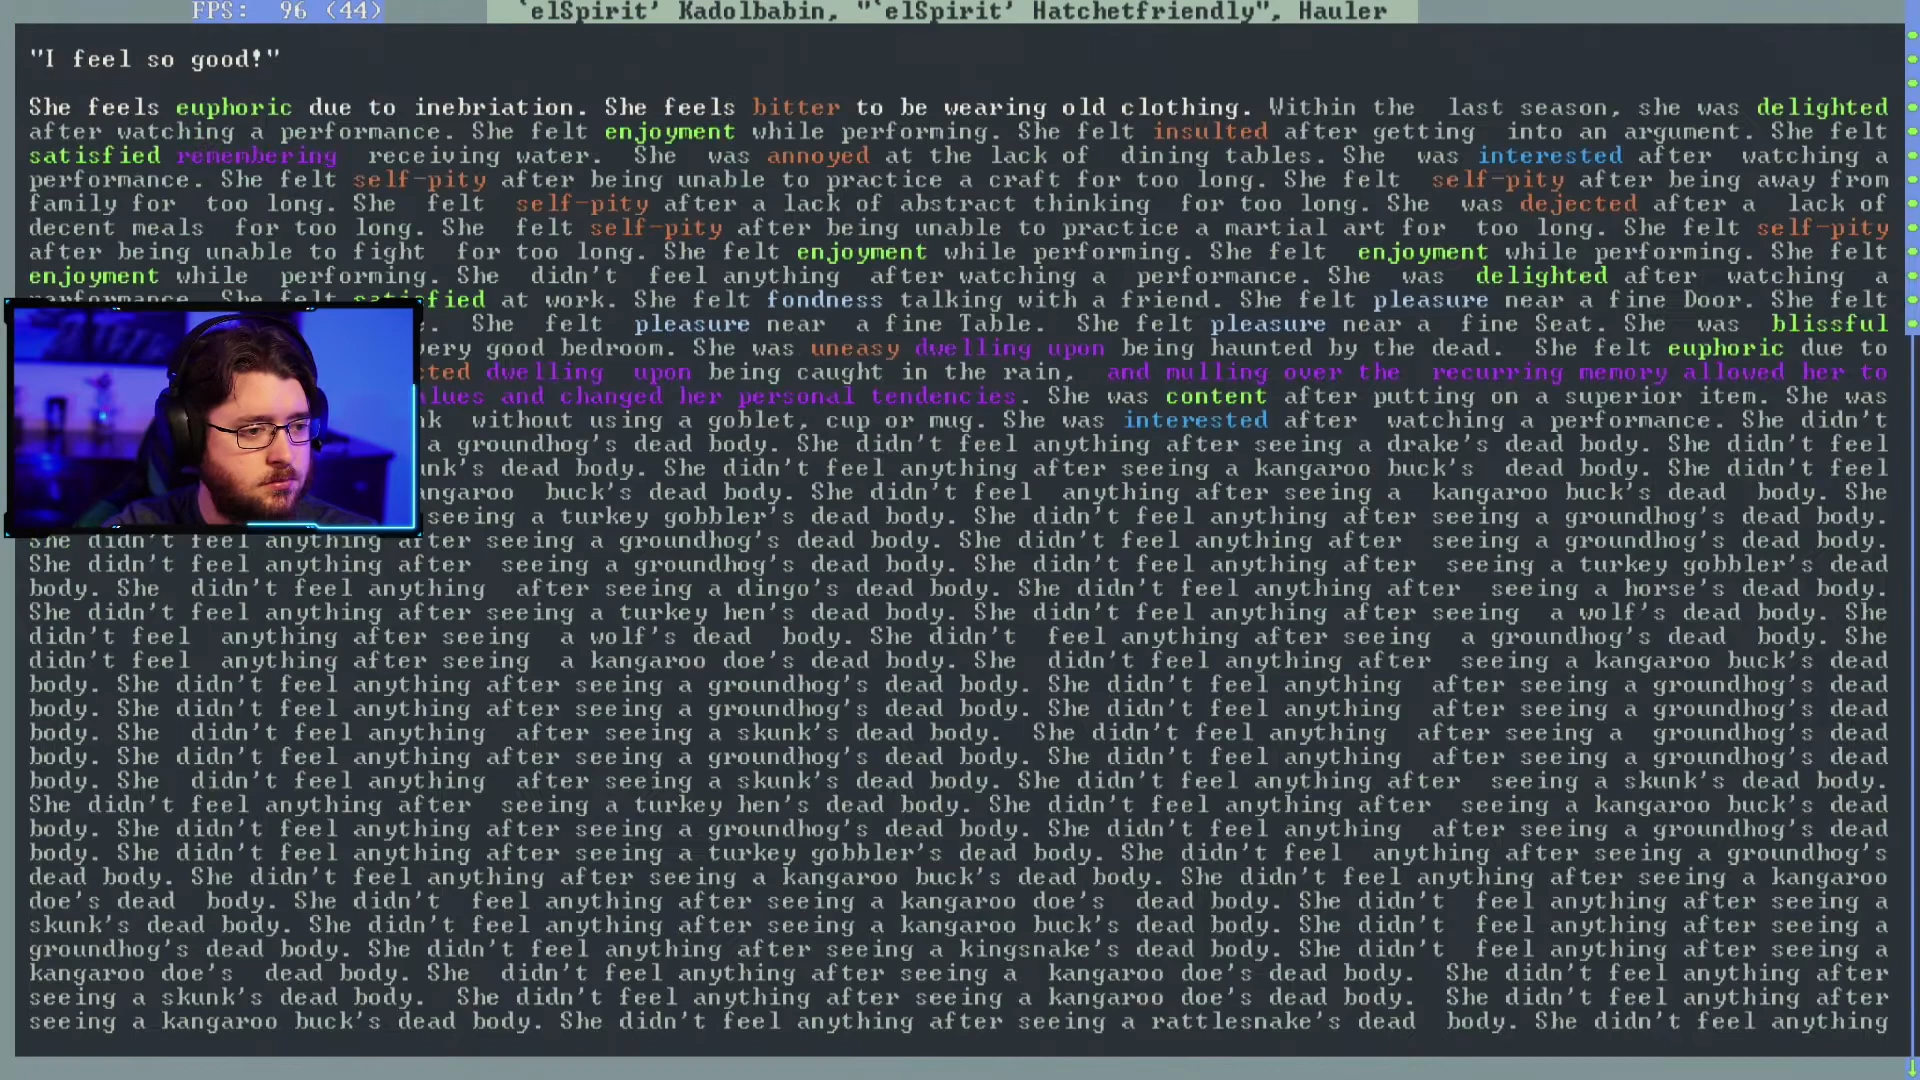 FPS: 96 (44)
`elSpirit' Kadolbabin, "`elSpirit' Hatchetfriendly", Hauler
"I feel so good!"
She feels euphoric due to inebriation. She feels bitter to be wearing old clothing. Within the last season, she was delighted
after watching a performance. She felt enjoyment while performing. She felt insulted after getting into an argument. She felt
satisfied remembering receiving water. She was annoyed at the lack of dining tables. She was interested after watching a
performance. She felt self-pity after being unable to practice a craft for too long. She felt self-pity after being away from
family for too long. She felt self-pity after a lack of abstract thinking for too long. She was dejected after a lack of
decent meals for too long. She felt self-pity after being unable to practice a martial art for too long. She felt self-pity
after being unable to fight for too long. She felt enjoyment while performing. She felt enjoyment while performing. She felt
enjoyment while performing. She didn't feel anything after watching a performance. She was delighted after watching a
performance. She felt satisfied at work. She felt fondness talking with a friend. She felt pleasure near a fine Door. She felt
She felt pleasure near a fine Table. She felt pleasure near a fine Seat. She was blissful
very good bedroom. She was uneasy dwelling upon being haunted by the dead. She felt euphoric due to
dwelling upon being caught in the rain, and mulling over the recurring memory allowed her to
and changed her personal tendencies. She was content after putting on a superior item. She was
without using a goblet, cup or mug. She was interested after watching a performance. She didn't
a groundhog's dead body. She didn't feel anything after seeing a drake's dead body. She didn't feel
dead body. She didn't feel anything after seeing a kangaroo buck's dead body. She didn't feel
buck's dead body. She didn't feel anything after seeing a kangaroo buck's dead body. She
seeing a turkey gobbler's dead body. She didn't feel anything after seeing a groundhog's dead body.
She didn't feel anything after seeing a groundhog's dead body. She didn't feel anything after seeing a groundhog's dead body.
She didn't feel anything after seeing a groundhog's dead body. She didn't feel anything after seeing a turkey gobbler's dead
body. She didn't feel anything after seeing a dingo's dead body. She didn't feel anything after seeing a horse's dead body.
She didn't feel anything after seeing a turkey hen's dead body. She didn't feel anything after seeing a wolf's dead body. She
didn't feel anything after seeing a wolf's dead body. She didn't feel anything after seeing a groundhog's dead body. She
didn't feel anything after seeing a kangaroo doe's dead body. She didn't feel anything after seeing a kangaroo buck's dead
body. She didn't feel anything after seeing a groundhog's dead body. She didn't feel anything after seeing a groundhog's dead
body. She didn't feel anything after seeing a groundhog's dead body. She didn't feel anything after seeing a groundhog's dead
body. She didn't feel anything after seeing a skunk's dead body. She didn't feel anything after seeing a groundhog's dead
body. She didn't feel anything after seeing a groundhog's dead body. She didn't feel anything after seeing a groundhog's dead
body. She didn't feel anything after seeing a skunk's dead body. She didn't feel anything after seeing a skunk's dead body.
She didn't feel anything after seeing a turkey hen's dead body. She didn't feel anything after seeing a kangaroo buck's dead
body. She didn't feel anything after seeing a groundhog's dead body. She didn't feel anything after seeing a groundhog's dead
body. She didn't feel anything after seeing a turkey gobbler's dead body. She didn't feel anything after seeing a groundhog's
dead body. She didn't feel anything after seeing a kangaroo buck's dead body. She didn't feel anything after seeing a kangaroo
doe's dead body. She didn't feel anything after seeing a kangaroo doe's dead body. She didn't feel anything after seeing a
skunk's dead body. She didn't feel anything after seeing a kangaroo buck's dead body. She didn't feel anything after seeing a
groundhog's dead body. She didn't feel anything after seeing a kingsnake's dead body. She didn't feel anything after seeing a
kangaroo doe's dead body. She didn't feel anything after seeing a kangaroo doe's dead body. She didn't feel anything after
seeing a skunk's dead body. She didn't feel anything after seeing a kangaroo doe's dead body. She didn't feel anything after
seeing a kangaroo buck's dead body. She didn't feel anything after seeing a rattlesnake's dead body. She didn't feel anything